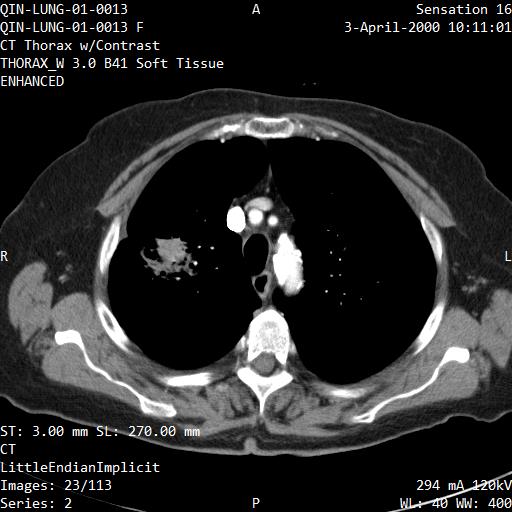 QIN-LUNG-01-0013
A
Sensation 16
QIN-LUNG-01-0013 F
3-April-2000 10:11:01
CT Thorax w/Contrast
THORAX_W 3.0 B41 Soft Tissue
ENHANCED
R
L
ST: 3.00 mm SL: 270.00 mm
CT
LittleEndianImplicit
Images: 23/113
294 mA 120kV
Series: 2
P
WL: 40 WW: 400